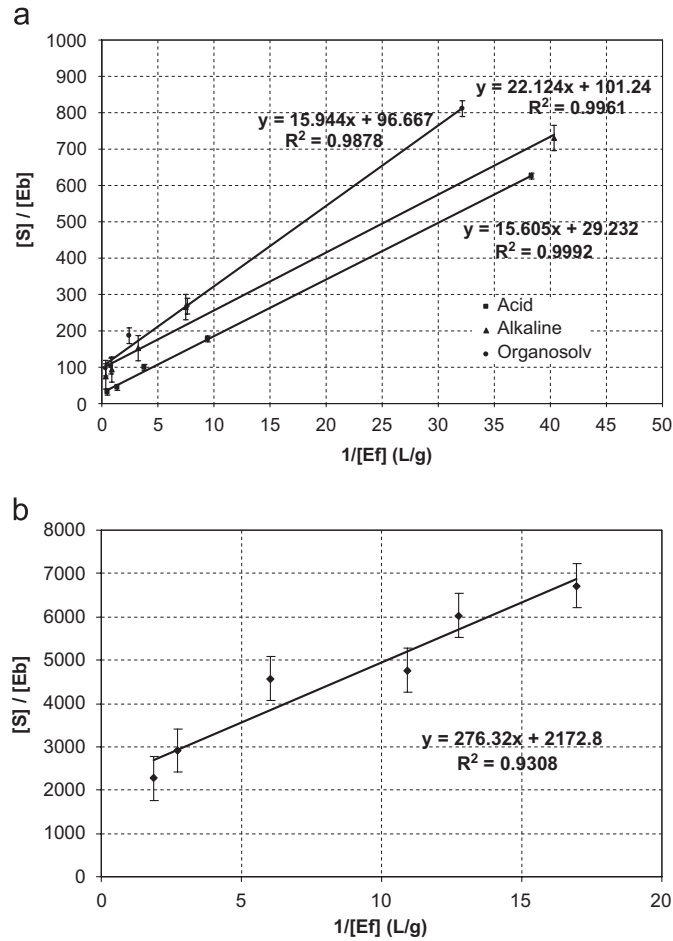 a
1000
900
800
700
600
500
400
300
200
100
0
[S] / [Eb]
y = 22.124x + 101.24
R2 = 0.9961
y = 15.944x + 96.667
R2 = 0.9878
y = 15.605x + 29.232
R2 = 0.9992
Acid
Alkaline
Organosolv
0 5 10 15 20 25 30 35 40 45 50
1/[Ef] (L/g)
b
8000
7000
6000
5000
4000
3000
2000
1000
0
[S] / [Eb]
y = 276.32x + 2172.8
R2 = 0.9308
0 5 10 15 20
1/[Ef] (L/g)